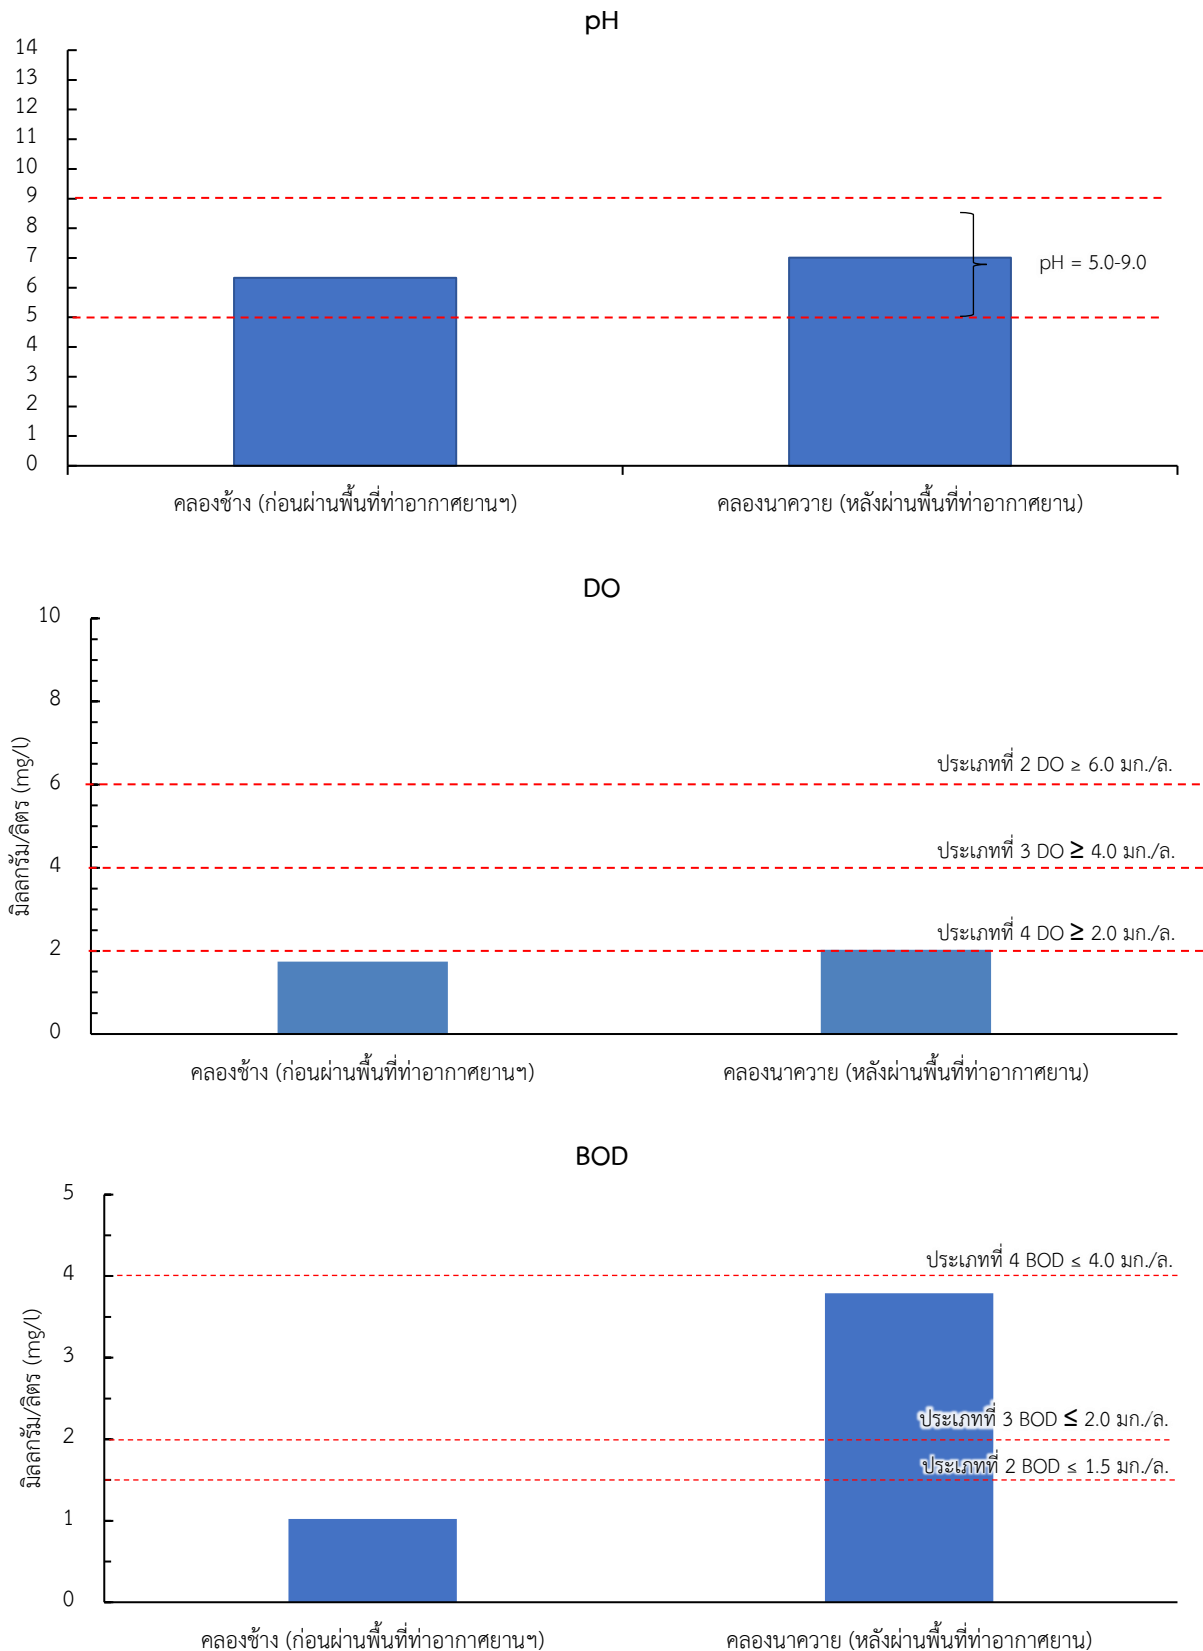 pH
14
13
12
11
10
9
8
7
6
5
4
3
2
1
0
pH = 5.0-9.0
คลองช้าง (ก่อนผ่านพื้นที่ท่าอากาศยานฯ)
คลองนาควาย (หลังผ่านพื้นที่ท่าอากาศยาน)
DO
มิลลกรัม/ลิตร (mg/l)
10
8
6
4
2
0
ประเภทที่ 2 DO ≥ 6.0 มก./ล.
ประเภทที่ 3 DO ≥ 4.0 มก./ล.
ประเภทที่ 4 DO ≥ 2.0 มก./ล.
คลองช้าง (ก่อนผ่านพื้นที่ท่าอากาศยานฯ)
คลองนาควาย (หลังผ่านพื้นที่ท่าอากาศยาน)
BOD
มิลลกรัม/ลิตร (mg/l)
5
4
3
2
1
0
ประเภทที่ 4 BOD ≤ 4.0 มก./ล.
ประเภทที่ 3 BOD ≤ 2.0 มก./ล.
ประเภทที่ 2 BOD ≤ 1.5 มก./ล.
คลองช้าง (ก่อนผ่านพื้นที่ท่าอากาศยานฯ)
คลองนาควาย (หลังผ่านพื้นที่ท่าอากาศยาน)